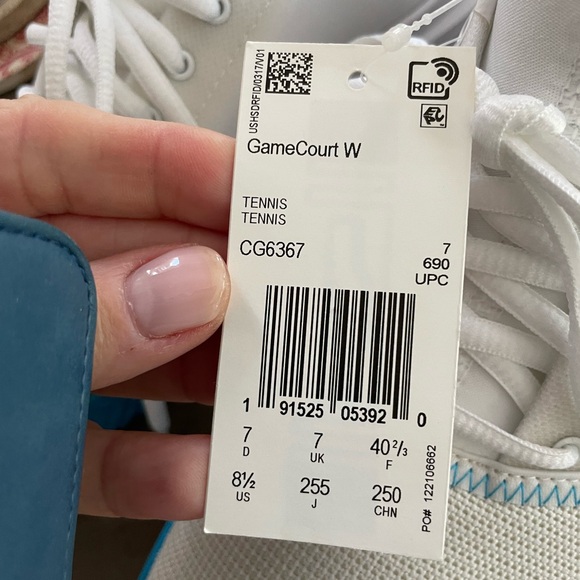 USHSDRFID/0317/V01
RFID
GameCourt W
TENNIS
TENNIS
CG6367
7
690
UPC
1 91525 05392 0
7 7 40 2/3
D UK F
8½ 255 250
US J CHN
PO# 122106662